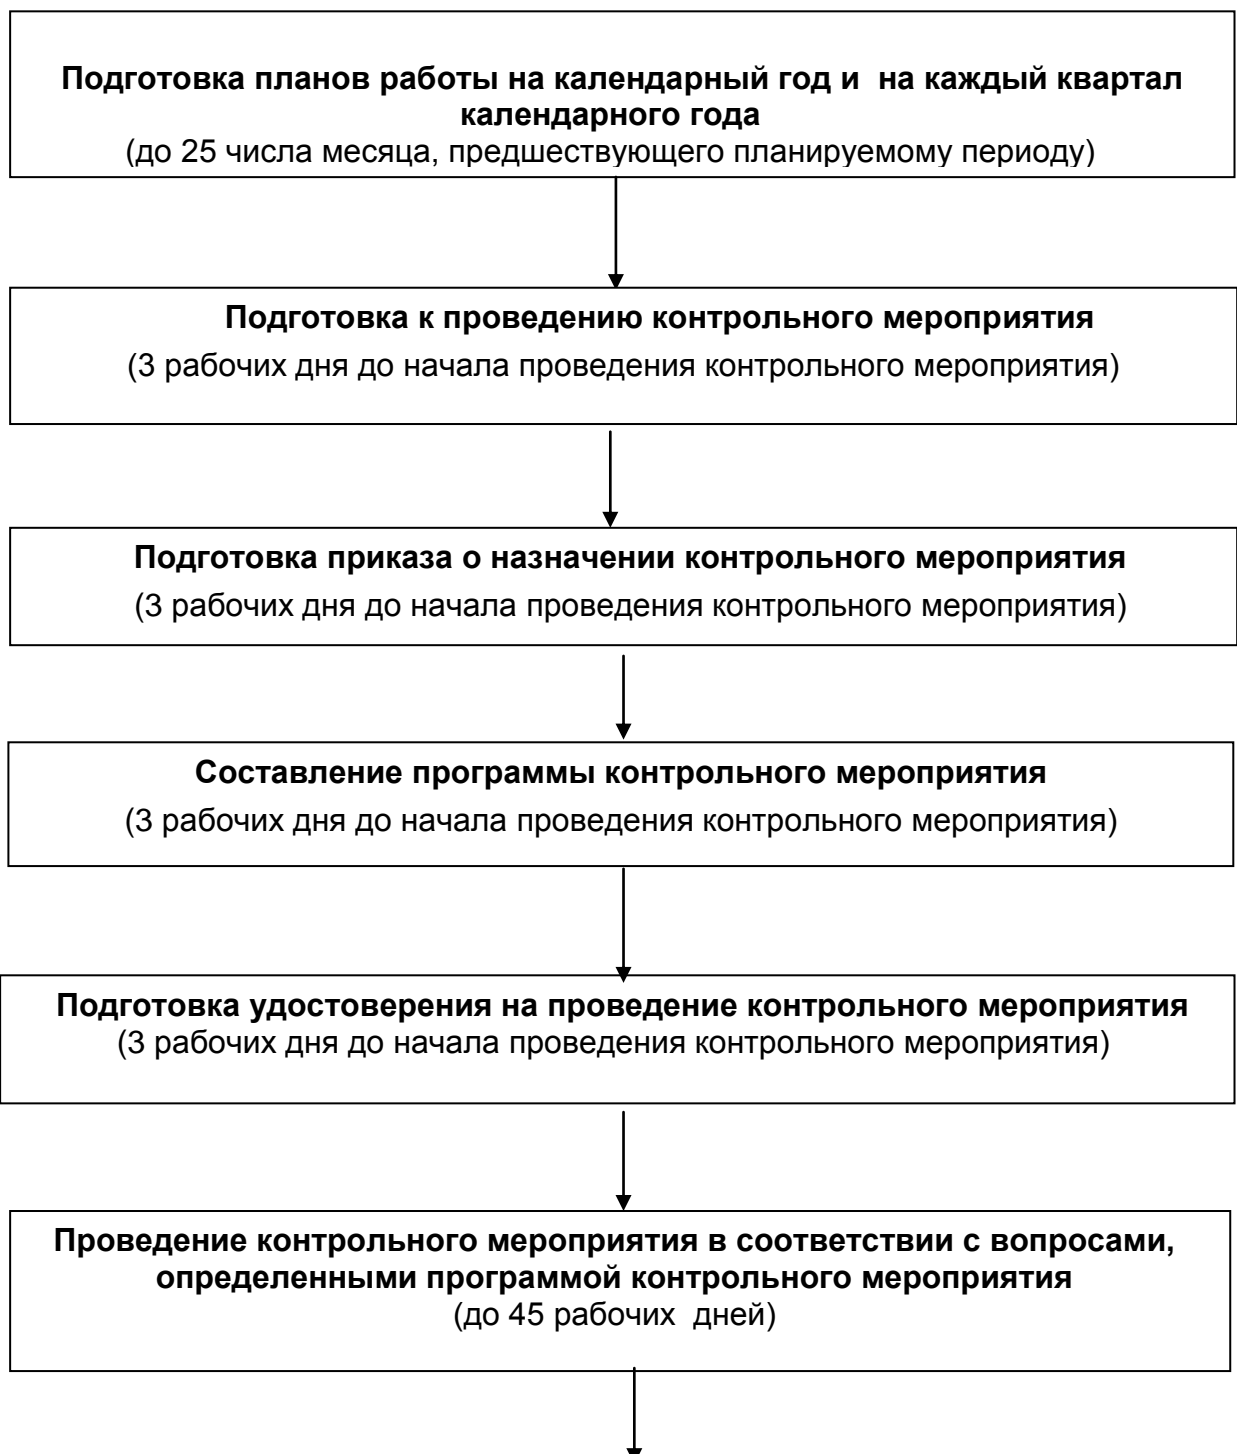 Подготовка планов работы на календарный год и  на каждый квартал
календарного года
(до 25 числа месяца, предшествующего планируемому периоду)
Подготовка к проведению контрольного мероприятия
(3 рабочих дня до начала проведения контрольного мероприятия)
Подготовка приказа о назначении контрольного мероприятия
(3 рабочих дня до начала проведения контрольного мероприятия)
Составление программы контрольного мероприятия
(3 рабочих дня до начала проведения контрольного мероприятия)
Подготовка удостоверения на проведение контрольного мероприятия
(3 рабочих дня до начала проведения контрольного мероприятия)
Проведение контрольного мероприятия в соответствии с вопросами,
определенными программой контрольного мероприятия
(до 45 рабочих  дней)